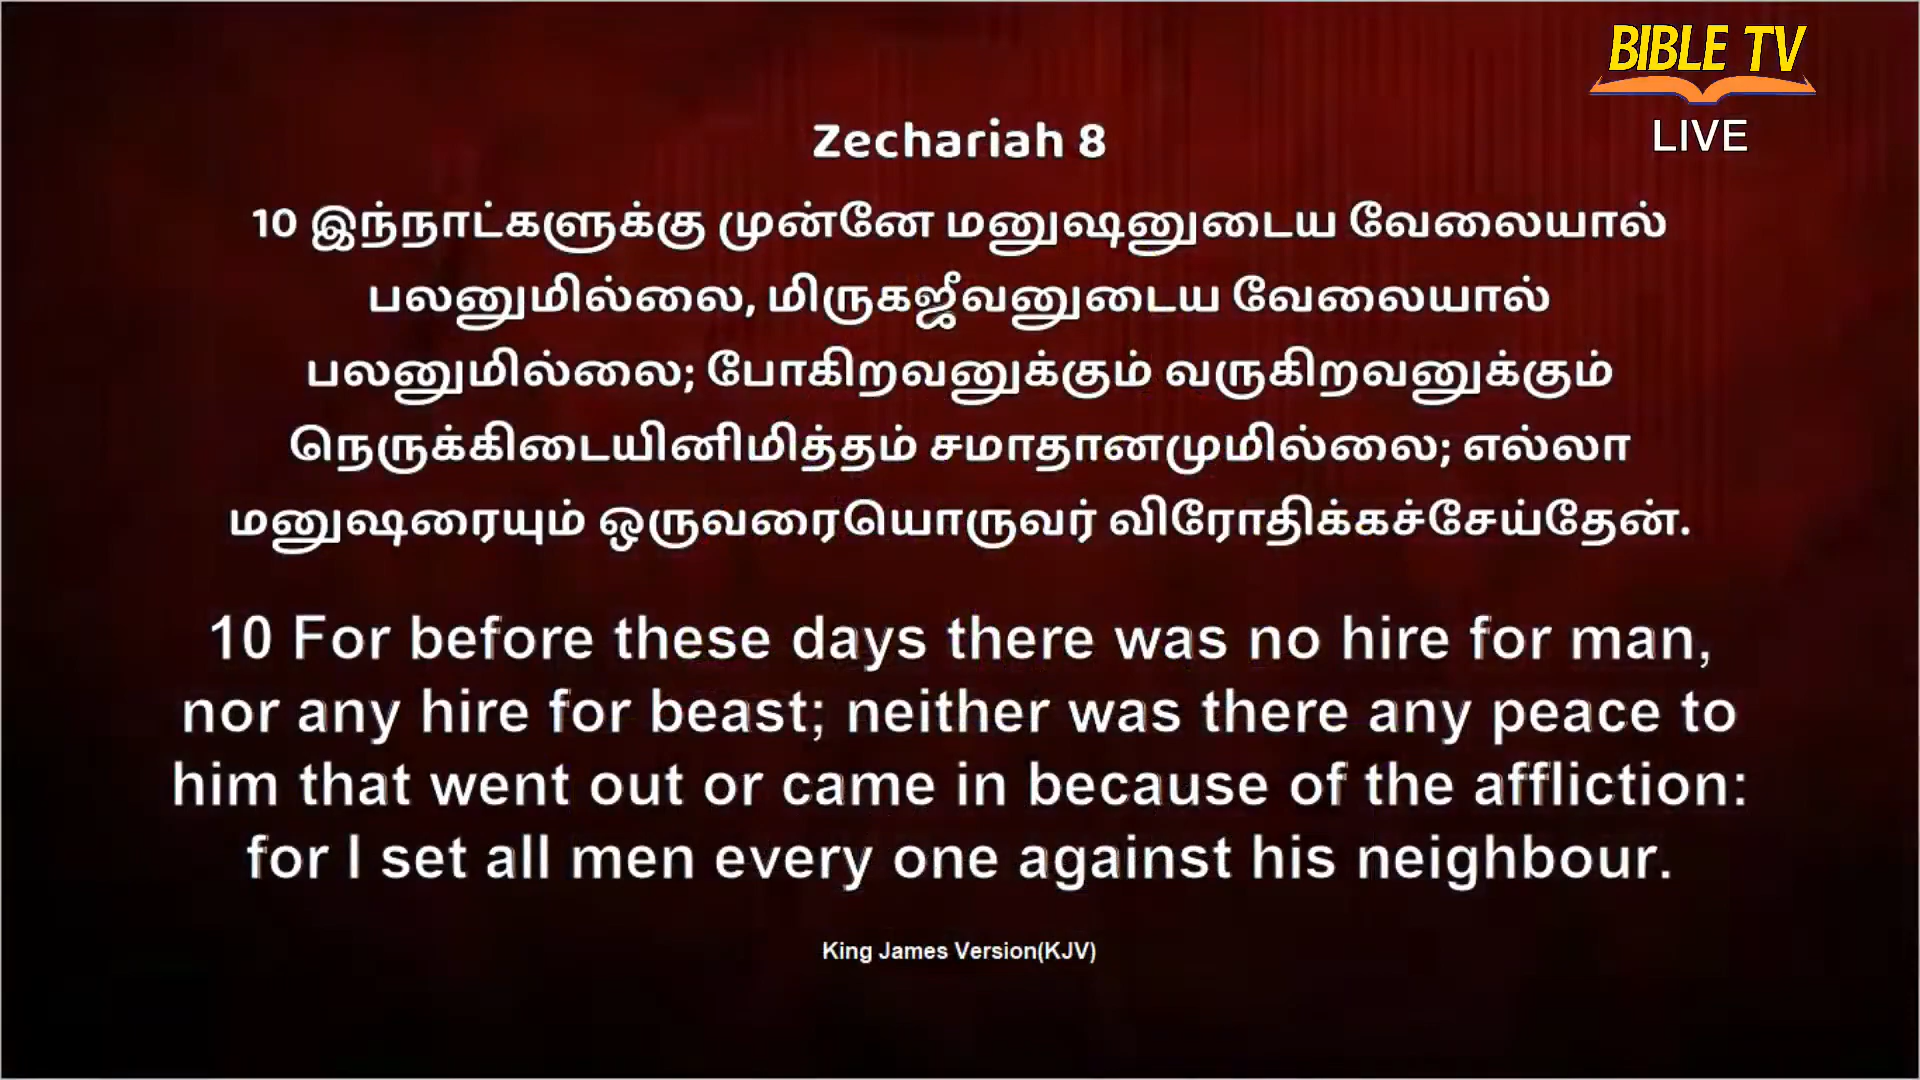 BIBLE TV
LIVE
Zechariah 8
10 இந்நாட்களுக்கு முன்னே மனுஷனுடைய வேலையால்
பலனுமில்லை, மிருகஜீவனுடைய வேலையால்
பலனுமில்லை; போகிறவனுக்கும் வருகிறவனுக்கும்
நெருக்கிடையினிமித்தம் சமாதானமுமில்லை; எல்லா
மனுஷரையும் ஒருவரையொருவர் விரோதிக்கச்சேய்தேன்.
10 For before these days there was no hire for man,
nor any hire for beast; neither was there any peace to
him that went out or came in because of the affliction:
for I set all men every one against his neighbour.
King James Version(KJV)